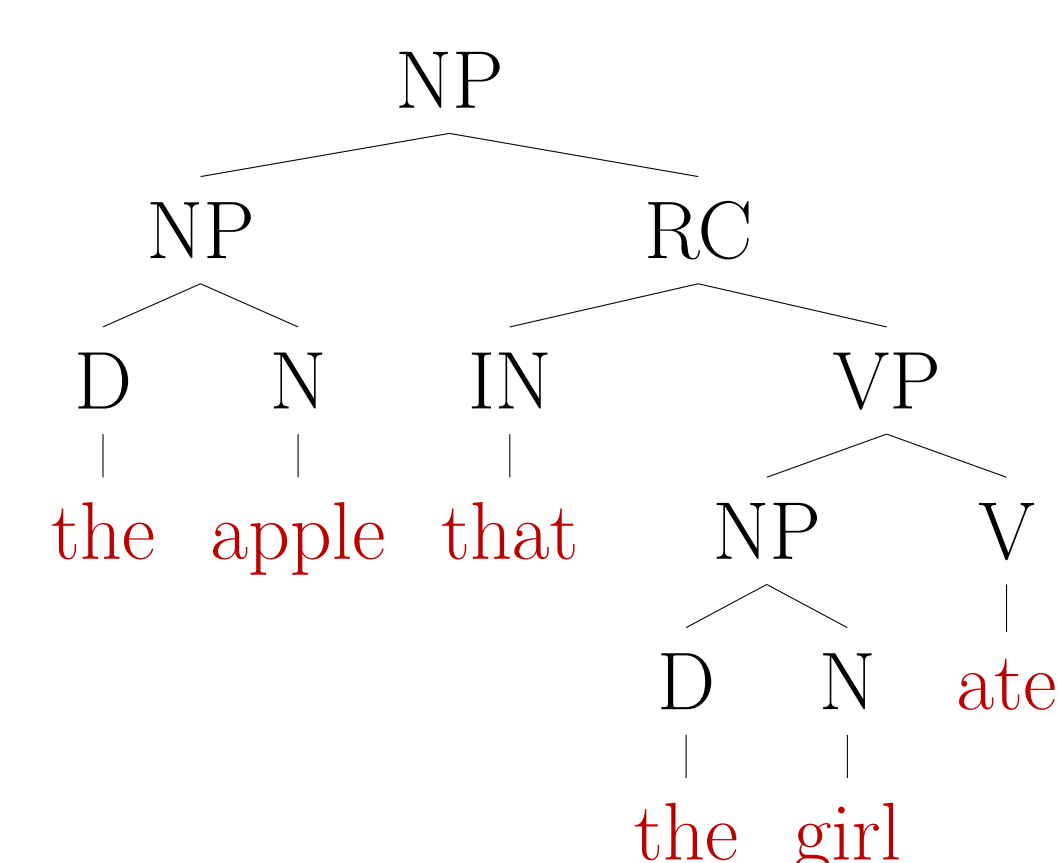 NP
NP RC
D N IN VP
the apple that NP V
D N ate
the girl